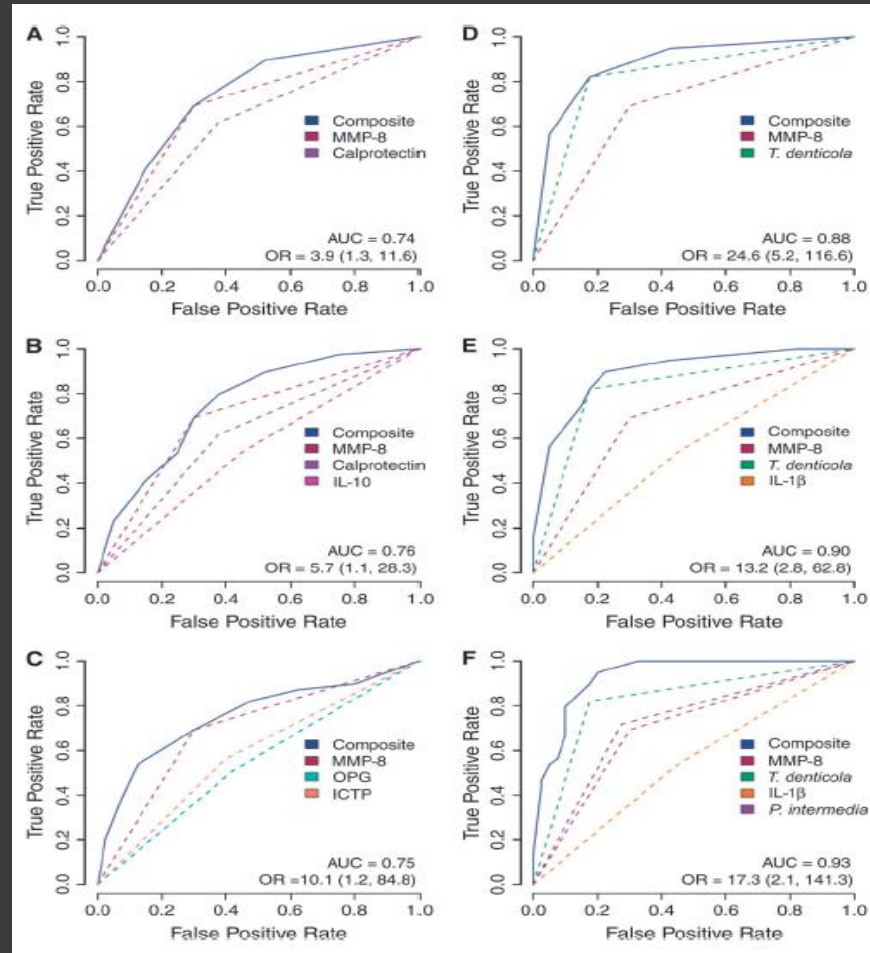 A
True Positive Rate
1.0
0.8
0.6
0.4
0.2
0.0
Composite
MMP-8
Calprotectin
AUC = 0.74
OR = 3.9 (1.3, 11.6)
0.0 0.2 0.4 0.6 0.8 1.0
False Positive Rate
B
True Positive Rate
1.0
0.8
0.6
0.4
0.2
0.0
Composite
MMP-8
Calprotectin
IL-10
AUC = 0.76
OR = 5.7 (1.1, 28.3)
0.0 0.2 0.4 0.6 0.8 1.0
False Positive Rate
C
True Positive Rate
1.0
0.8
0.6
0.4
0.2
0.0
Composite
MMP-8
OPG
ICTP
AUC = 0.75
OR =10.1 (1.2, 84.8)
0.0 0.2 0.4 0.6 0.8 1.0
False Positive Rate
D
True Positive Rate
1.0
0.8
0.6
0.4
0.2
0.0
Composite
MMP-8
T. denticola
AUC = 0.88
OR = 24.6 (5.2, 116.6)
0.0 0.2 0.4 0.6 0.8 1.0
False Positive Rate
E
True Positive Rate
1.0
0.8
0.6
0.4
0.2
0.0
Composite
MMP-8
T. denticola
IL-1β
AUC = 0.90
OR = 13.2 (2.8, 62.8)
0.0 0.2 0.4 0.6 0.8 1.0
False Positive Rate
F
True Positive Rate
1.0
0.8
0.6
0.4
0.2
0.0
Composite
MMP-8
T. denticola
IL-1β
P. intermedia
AUC = 0.93
OR = 17.3 (2.1, 141.3)
0.0 0.2 0.4 0.6 0.8 1.0
False Positive Rate